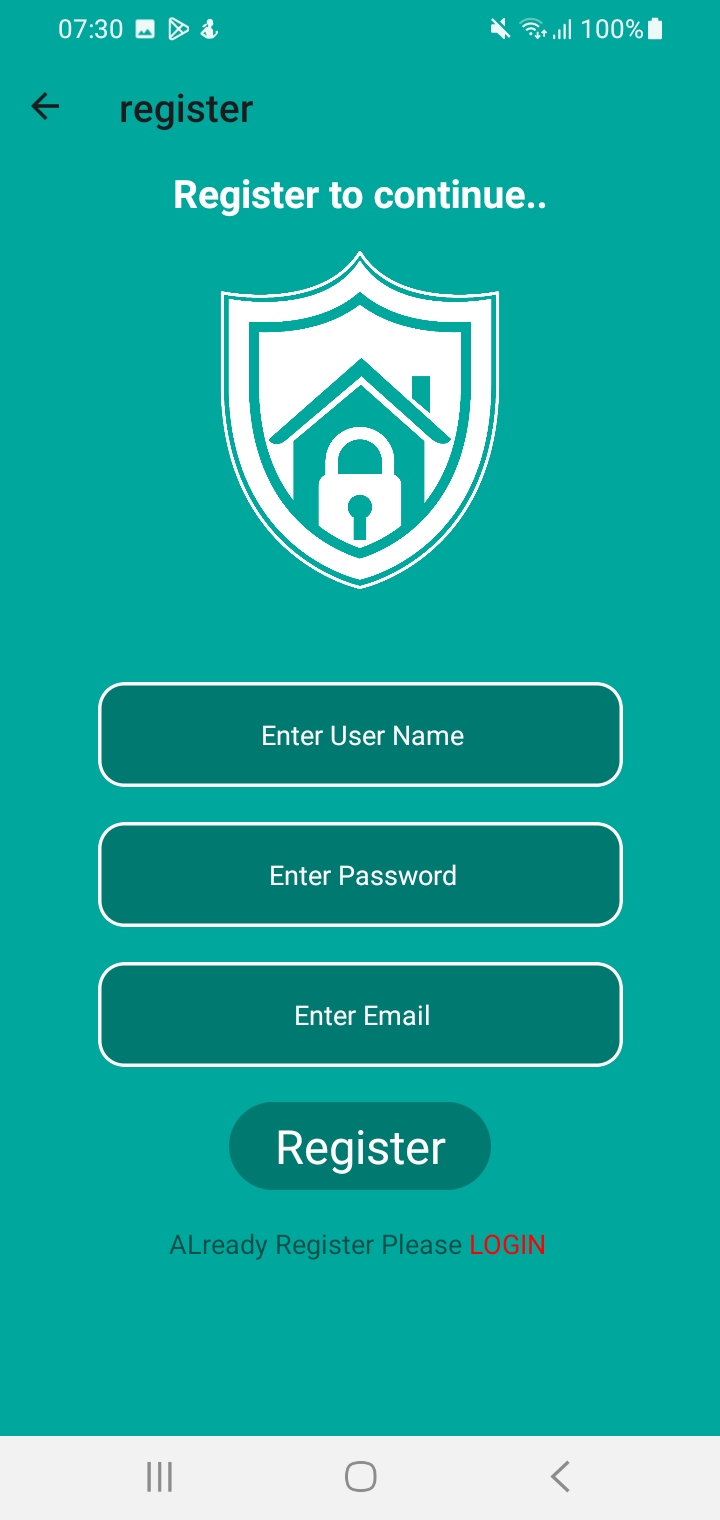 07:30 100%
register
Register to continue..
Enter User Name
Enter Password
Enter Email
Register
ALready Register Please LOGIN